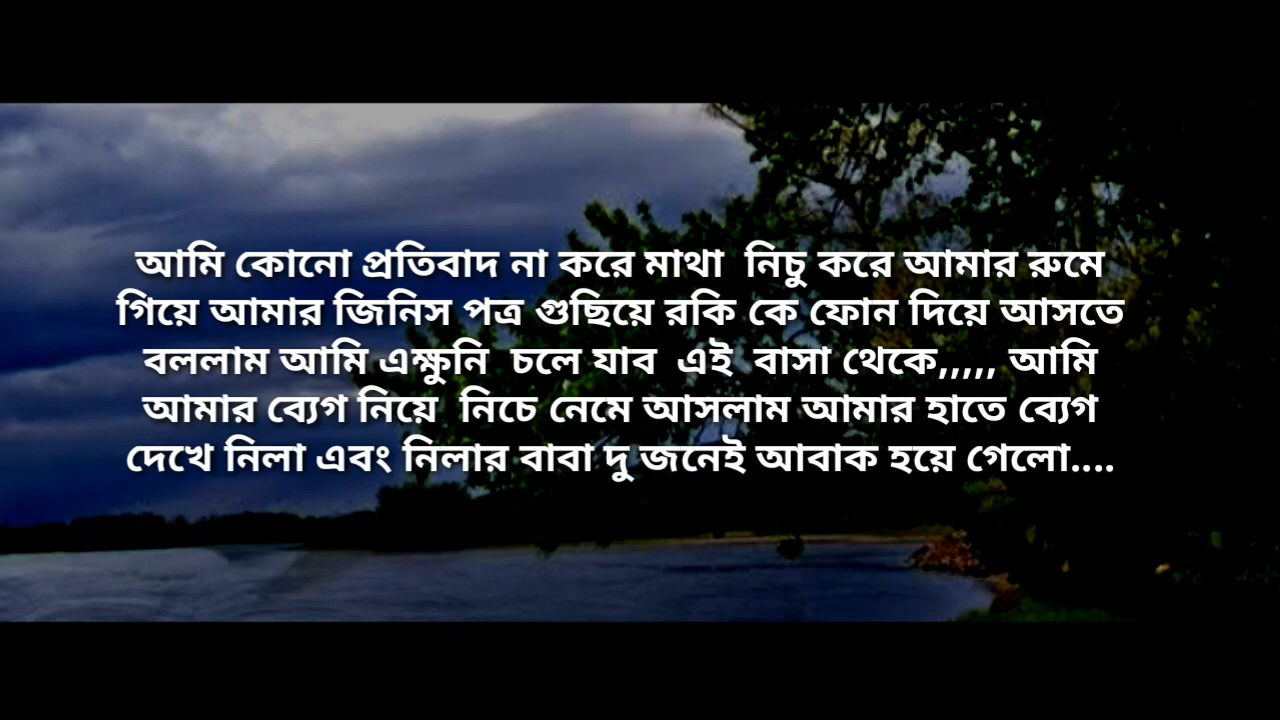 আমি কোনো প্রতিবাদ না করে মাথা  নিচু করে আমার রুমে
গিয়ে আমার জিনিস পত্র গুছিয়ে রকি কে ফোন দিয়ে আসতে
বললাম আমি এক্ষুনি  চলে যাব  এই  বাসা থেকে,,,,, আমি
আমার ব্যেগ নিয়ে  নিচে নেমে আসলাম আমার হাতে ব্যেগ
দেখে নিলা এবং নিলার বাবা দু জনেই আবাক হয়ে গেলো....